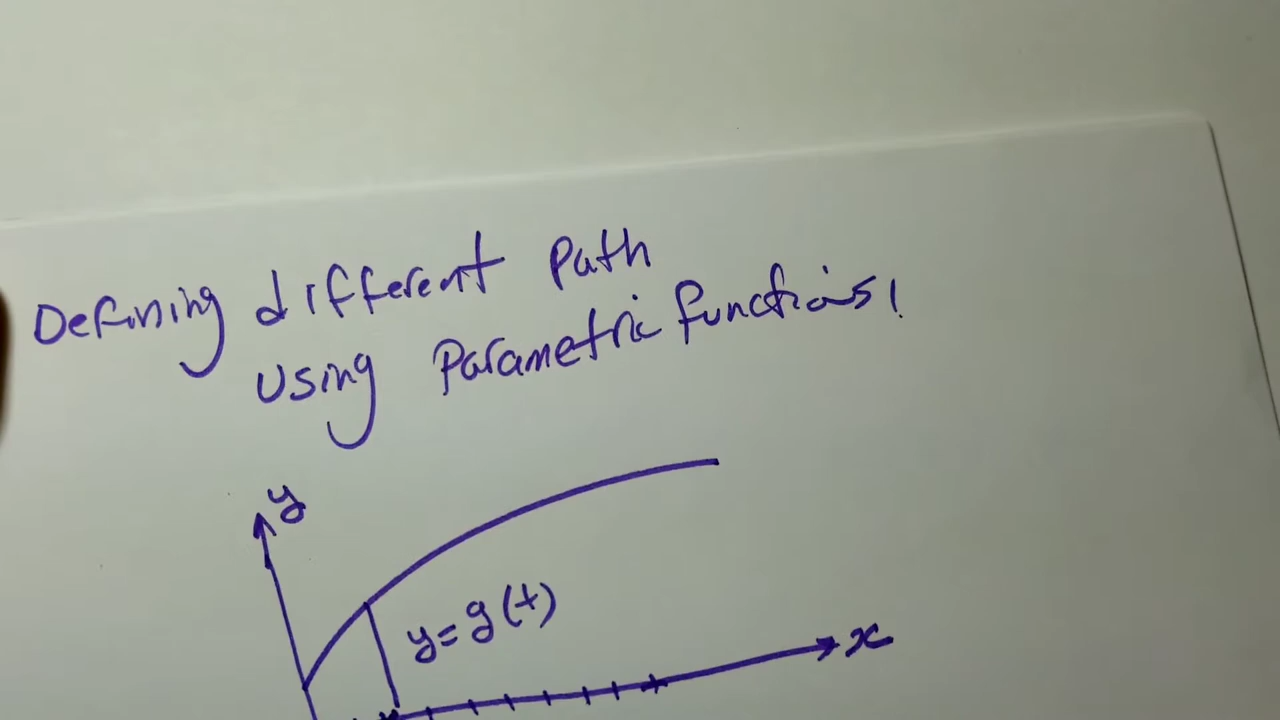 Defining different Path
using Parametric functions!
y
y=g(t)
x